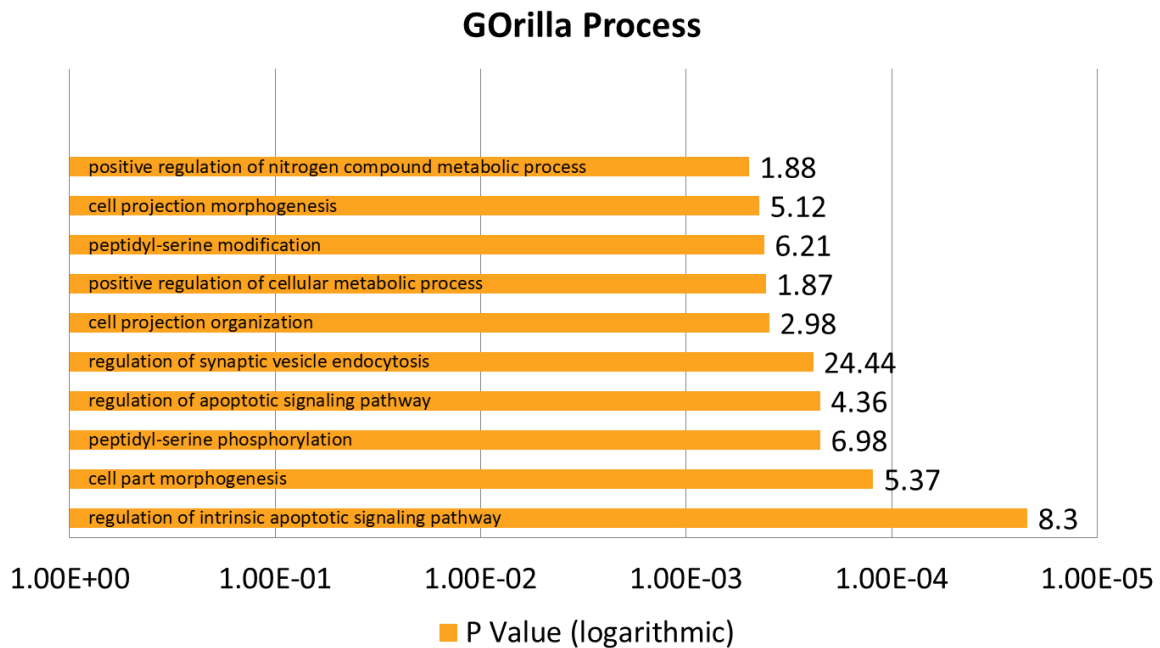 GOrilla Process
positive regulation of nitrogen compound metabolic process 1.88
cell projection morphogenesis 5.12
peptidyl-serine modification 6.21
positive regulation of cellular metabolic process 1.87
cell projection organization 2.98
regulation of synaptic vesicle endocytosis 24.44
regulation of apoptotic signaling pathway 4.36
peptidyl-serine phosphorylation 6.98
cell part morphogenesis 5.37
regulation of intrinsic apoptotic signaling pathway 8.3
1.00E+00 1.00E-01 1.00E-02 1.00E-03 1.00E-04 1.00E-05
P Value (logarithmic)